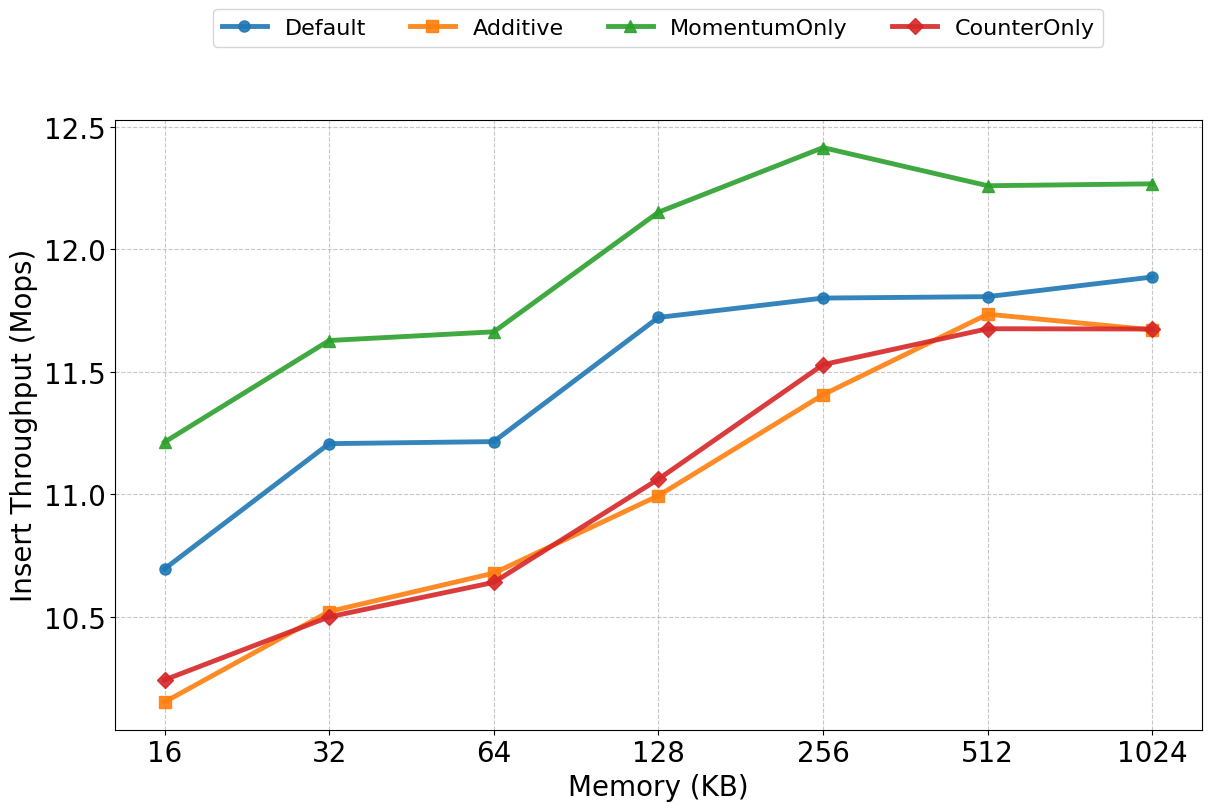 Default Additive MomentumOnly CounterOnly
12.5
12.0
11.5
11.0
10.5
Insert Throughput (Mops)
16 32 64 128 256 512 1024
Memory (KB)